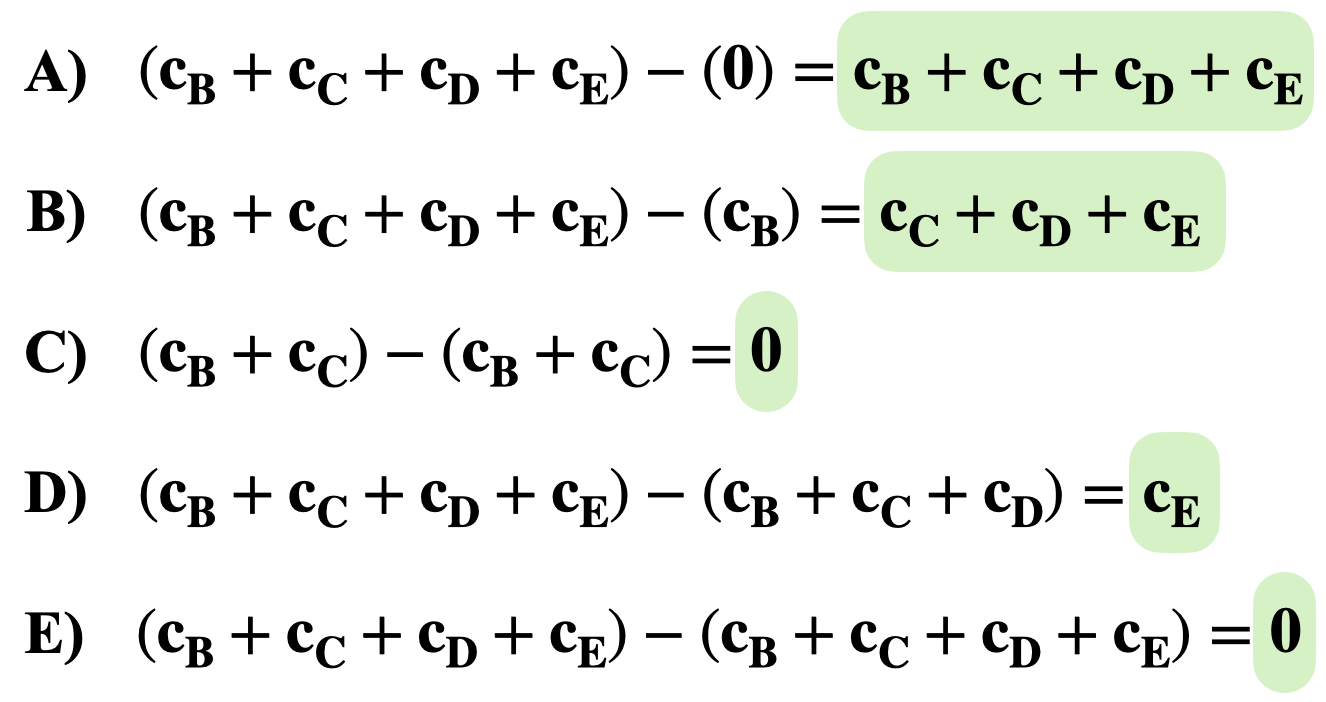 A) (c_B + c_C + c_D + c_E) − (0) = c_B + c_C + c_D + c_E
B) (c_B + c_C + c_D + c_E) − (c_B) = c_C + c_D + c_E
C) (c_B + c_C) − (c_B + c_C) = 0
D) (c_B + c_C + c_D + c_E) − (c_B + c_C + c_D) = c_E
E) (c_B + c_C + c_D + c_E) − (c_B + c_C + c_D + c_E) = 0